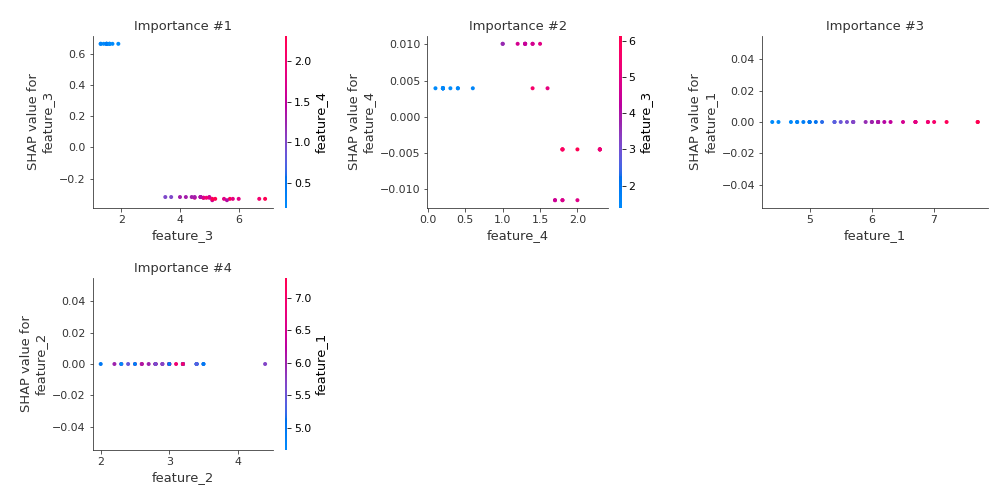 Importance #1
0.6
0.4
0.2
0.0
−0.2
SHAP value for
feature_3
2
4
6
feature_3
2.0
1.5
1.0
0.5
feature_4
Importance #2
0.010
0.005
0.000
−0.005
−0.010
SHAP value for
feature_4
0.0
0.5
1.0
1.5
2.0
feature_4
6
5
4
3
2
feature_3
Importance #3
0.04
0.02
0.00
−0.02
−0.04
SHAP value for
feature_1
5
6
7
feature_1
Importance #4
0.04
0.02
0.00
−0.02
−0.04
SHAP value for
feature_2
2
3
4
feature_2
7.0
6.5
6.0
5.5
5.0
feature_1